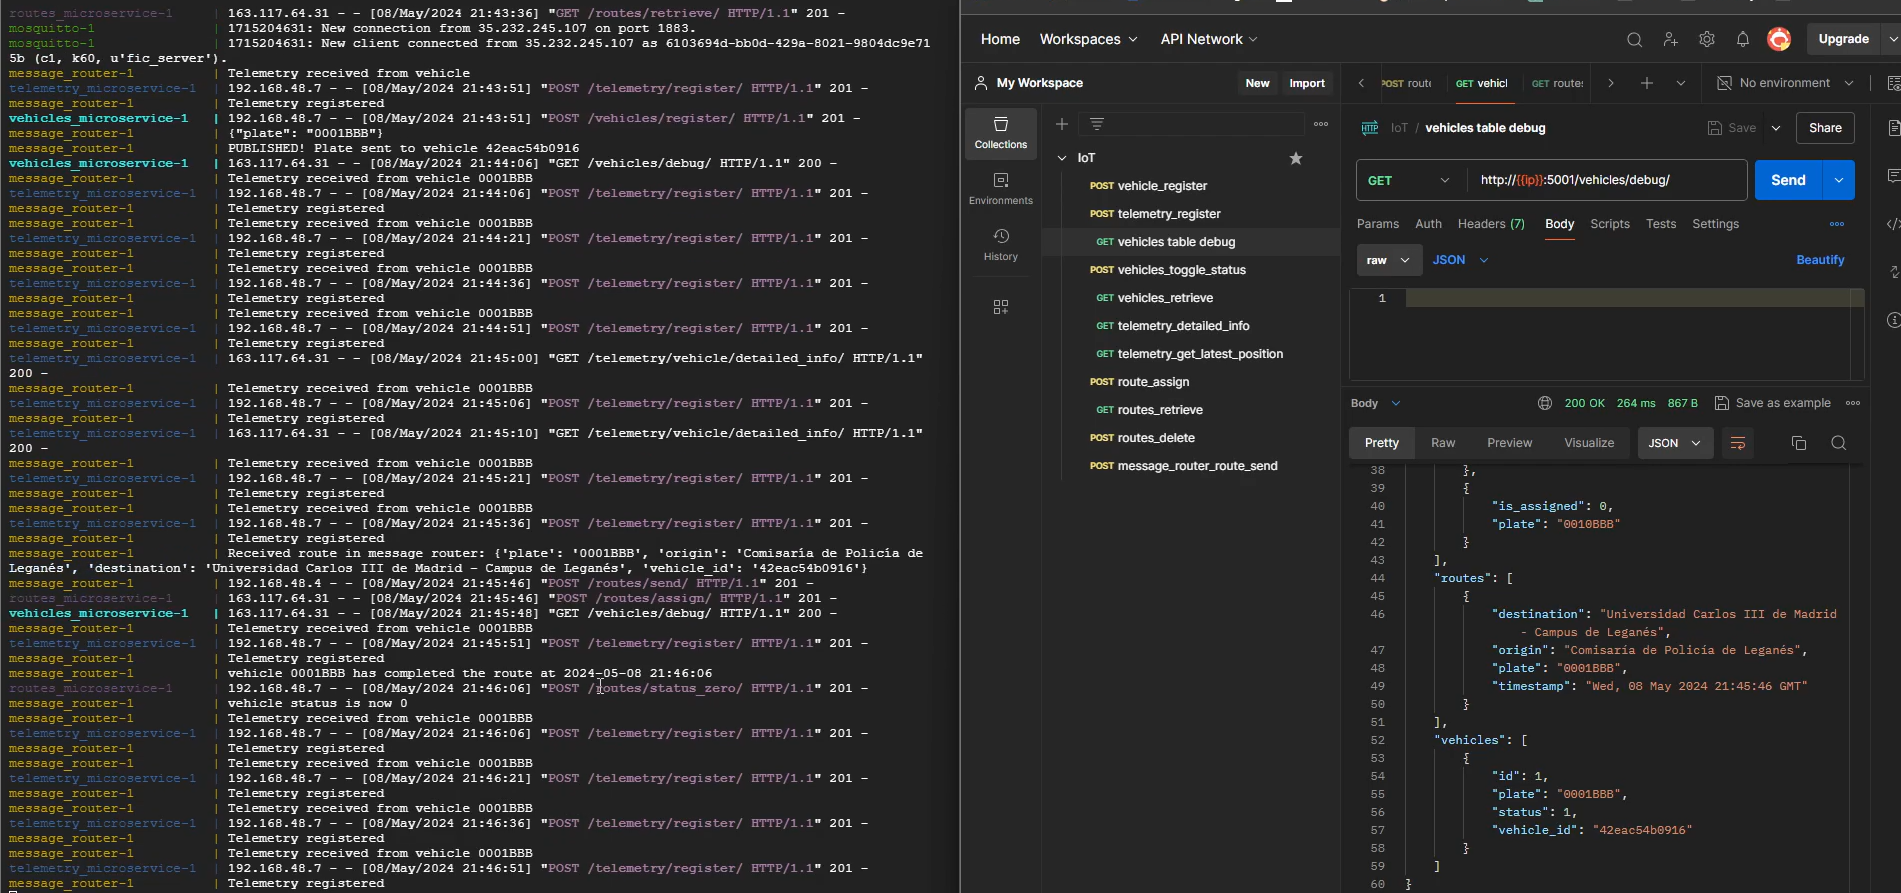 routes_microservice-1 | 163.117.64.31 - - [08/May/2024 21:43:36] "GET /routes/retrieve/ HTTP/1.1" 201 -
mosquitto-1 | 1715204631: New connection from 35.232.245.107 on port 1883.
mosquitto-1 | 1715204631: New client connected from 35.232.245.107 as 6103694d-bb0d-429a-8021-9804dc9e71
5b (c1, k60, u'fic_server').
message_router-1 | Telemetry received from vehicle
telemetry_microservice-1 | 192.168.48.7 - - [08/May/2024 21:43:51] "POST /telemetry/register/ HTTP/1.1" 201 -
message_router-1 | Telemetry registered
vehicles_microservice-1 | 192.168.48.7 - - [08/May/2024 21:43:51] "POST /vehicles/register/ HTTP/1.1" 201 -
message_router-1 | {"plate": "0001BBB"}
message_router-1 | PUBLISHED! Plate sent to vehicle 42eac54b0916
vehicles_microservice-1 | 163.117.64.31 - - [08/May/2024 21:44:06] "GET /vehicles/debug/ HTTP/1.1" 200 -
message_router-1 | Telemetry received from vehicle 0001BBB
telemetry_microservice-1 | 192.168.48.7 - - [08/May/2024 21:44:06] "POST /telemetry/register/ HTTP/1.1" 201 -
message_router-1 | Telemetry registered
message_router-1 | Telemetry received from vehicle 0001BBB
telemetry_microservice-1 | 192.168.48.7 - - [08/May/2024 21:44:21] "POST /telemetry/register/ HTTP/1.1" 201 -
message_router-1 | Telemetry registered
message_router-1 | Telemetry received from vehicle 0001BBB
telemetry_microservice-1 | 192.168.48.7 - - [08/May/2024 21:44:36] "POST /telemetry/register/ HTTP/1.1" 201 -
message_router-1 | Telemetry registered
message_router-1 | Telemetry received from vehicle 0001BBB
telemetry_microservice-1 | 192.168.48.7 - - [08/May/2024 21:44:51] "POST /telemetry/register/ HTTP/1.1" 201 -
message_router-1 | Telemetry registered
telemetry_microservice-1 | 163.117.64.31 - - [08/May/2024 21:45:00] "GET /telemetry/vehicle/detailed_info/ HTTP/1.1"
200 -
message_router-1 | Telemetry received from vehicle 0001BBB
telemetry_microservice-1 | 192.168.48.7 - - [08/May/2024 21:45:06] "POST /telemetry/register/ HTTP/1.1" 201 -
message_router-1 | Telemetry registered
telemetry_microservice-1 | 163.117.64.31 - - [08/May/2024 21:45:10] "GET /telemetry/vehicle/detailed_info/ HTTP/1.1"
200 -
message_router-1 | Telemetry received from vehicle 0001BBB
telemetry_microservice-1 | 192.168.48.7 - - [08/May/2024 21:45:21] "POST /telemetry/register/ HTTP/1.1" 201 -
message_router-1 | Telemetry registered
message_router-1 | Telemetry received from vehicle 0001BBB
telemetry_microservice-1 | 192.168.48.7 - - [08/May/2024 21:45:36] "POST /telemetry/register/ HTTP/1.1" 201 -
message_router-1 | Telemetry registered
message_router-1 | Received route in message router: {'plate': '0001BBB', 'origin': 'Comisaría de Policía de
Leganés', 'destination': 'Universidad Carlos III de Madrid - Campus de Leganés', 'vehicle_id': '42eac54b0916'}
message_router-1 | 192.168.48.4 - - [08/May/2024 21:45:46] "POST /routes/send/ HTTP/1.1" 201 -
routes_microservice-1 | 163.117.64.31 - - [08/May/2024 21:45:46] "POST /routes/assign/ HTTP/1.1" 201 -
vehicles_microservice-1 | 163.117.64.31 - - [08/May/2024 21:45:48] "GET /vehicles/debug/ HTTP/1.1" 200 -
message_router-1 | Telemetry received from vehicle 0001BBB
telemetry_microservice-1 | 192.168.48.7 - - [08/May/2024 21:45:51] "POST /telemetry/register/ HTTP/1.1" 201 -
message_router-1 | Telemetry registered
message_router-1 | vehicle 0001BBB has completed the route at 2024-05-08 21:46:06
routes_microservice-1 | 192.168.48.7 - - [08/May/2024 21:46:06] "POST /routes/status_zero/ HTTP/1.1" 201 -
message_router-1 | vehicle status is now 0
message_router-1 | Telemetry received from vehicle 0001BBB
telemetry_microservice-1 | 192.168.48.7 - - [08/May/2024 21:46:06] "POST /telemetry/register/ HTTP/1.1" 201 -
message_router-1 | Telemetry registered
message_router-1 | Telemetry received from vehicle 0001BBB
telemetry_microservice-1 | 192.168.48.7 - - [08/May/2024 21:46:21] "POST /telemetry/register/ HTTP/1.1" 201 -
message_router-1 | Telemetry registered
message_router-1 | Telemetry received from vehicle 0001BBB
telemetry_microservice-1 | 192.168.48.7 - - [08/May/2024 21:46:36] "POST /telemetry/register/ HTTP/1.1" 201 -
message_router-1 | Telemetry registered
message_router-1 | Telemetry received from vehicle 0001BBB
telemetry_microservice-1 | 192.168.48.7 - - [08/May/2024 21:46:51] "POST /telemetry/register/ HTTP/1.1" 201 -
message_router-1 | Telemetry registered
Home Workspaces API Network Upgrade
My Workspace New Import
POST route GET vehicl GET routes No environment
Collections
Environments
History
IoT
POST vehicle_register
POST telemetry_register
GET vehicles table debug
POST vehicles_toggle_status
GET vehicles_retrieve
GET telemetry_detailed_info
GET telemetry_get_latest_position
POST route_assign
GET routes_retrieve
POST routes_delete
POST message_router_route_send
HTTP IoT / vehicles table debug Save Share
GET http://{{ip}}:5001/vehicles/debug/ Send
Params Auth Headers (7) Body Scripts Tests Settings
raw JSON Beautify
1
Body 200 OK 264 ms 867 B Save as example
Pretty Raw Preview Visualize JSON
38 },
39 {
40 "is_assigned": 0,
41 "plate": "0010BBB"
42 }
43 ],
44 "routes": [
45 {
46 "destination": "Universidad Carlos III de Madrid
- Campus de Leganés",
47 "origin": "Comisaría de Policía de Leganés",
48 "plate": "0001BBB",
49 "timestamp": "Wed, 08 May 2024 21:45:46 GMT"
50 }
51 ],
52 "vehicles": [
53 {
54 "id": 1,
55 "plate": "0001BBB",
56 "status": 1,
57 "vehicle_id": "42eac54b0916"
58 }
59 ]
60 }